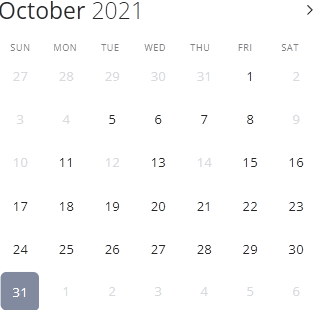 October 2021
SUN MON TUE WED THU FRI SAT
27 28 29 30 31 1 2
3 4 5 6 7 8 9
10 11 12 13 14 15 16
17 18 19 20 21 22 23
24 25 26 27 28 29 30
31 1 2 3 4 5 6